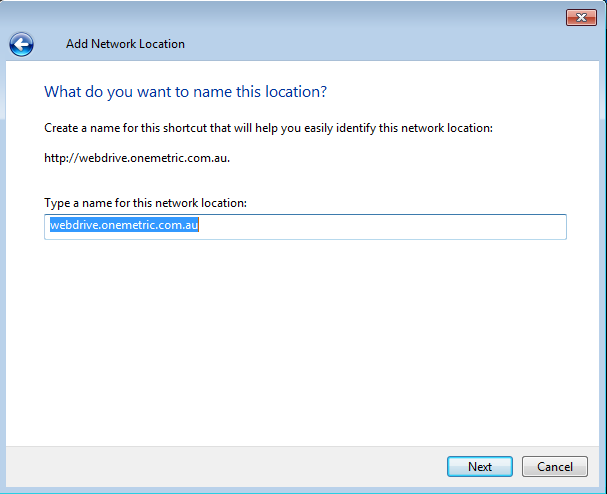 Add Network Location
What do you want to name this location?
Create a name for this shortcut that will help you easily identify this network location:
http://webdrive.onemetric.com.au.
Type a name for this network location:
webdrive.onemetric.com.au
Next
Cancel